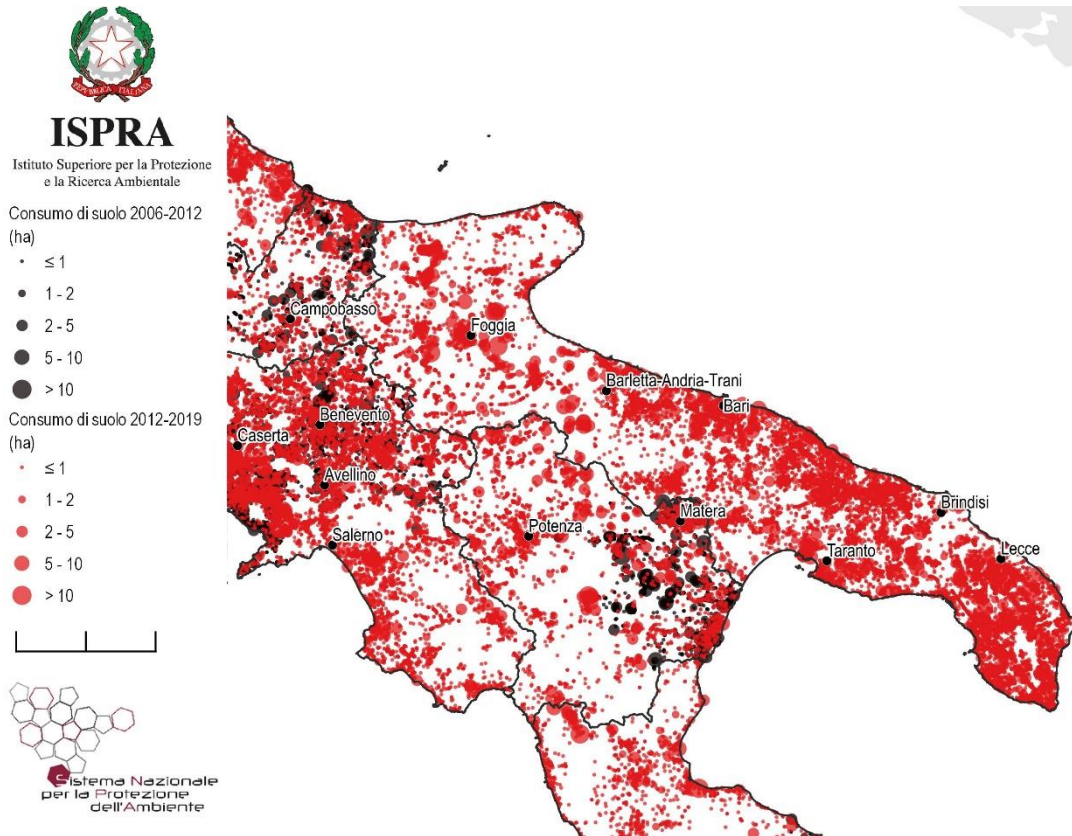 REPVBBLICA ITALIANA
ISPRA
Istituto Superiore per la Protezione
e la Ricerca Ambientale
Consumo di suolo 2006-2012
(ha)
≤ 1
1 - 2
2 - 5
5 - 10
> 10
Consumo di suolo 2012-2019
(ha)
≤ 1
1 - 2
2 - 5
5 - 10
> 10
Sistema Nazionale
per la Protezione
dell'Ambiente
Campobasso
Foggia
Barletta-Andria-Trani
Bari
Benevento
Caserta
Avellino
Matera
Brindisi
Potenza
Salerno
Taranto
Lecce